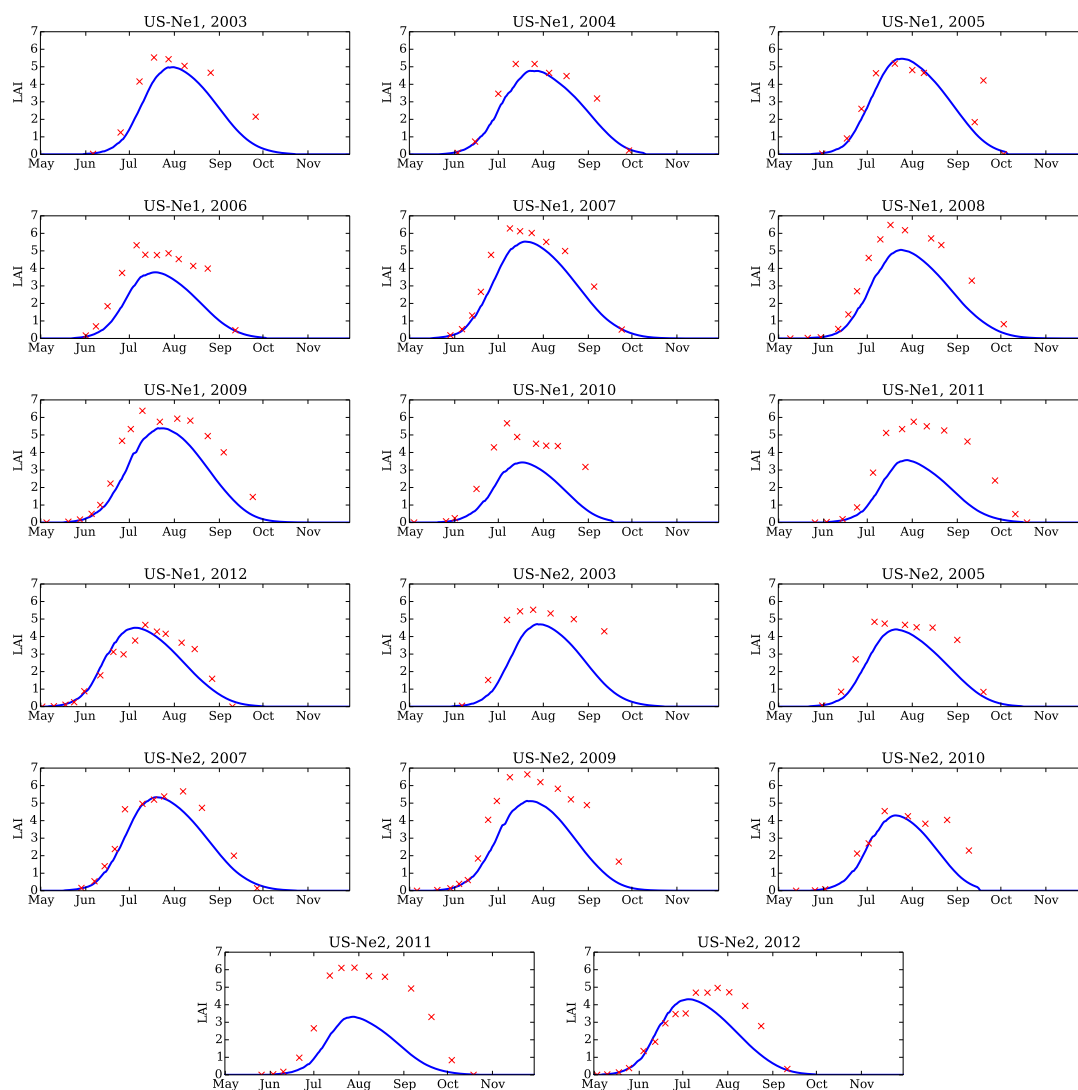 US-Ne1, 2003
US-Ne1, 2004
US-Ne1, 2005
7 6 5 4 3 2 1 0
LAI
May Jun Jul Aug Sep Oct Nov
7 6 5 4 3 2 1 0
LAI
May Jun Jul Aug Sep Oct Nov
7 6 5 4 3 2 1 0
LAI
May Jun Jul Aug Sep Oct Nov
US-Ne1, 2006
US-Ne1, 2007
US-Ne1, 2008
7 6 5 4 3 2 1 0
LAI
May Jun Jul Aug Sep Oct Nov
7 6 5 4 3 2 1 0
LAI
May Jun Jul Aug Sep Oct Nov
7 6 5 4 3 2 1 0
LAI
May Jun Jul Aug Sep Oct Nov
US-Ne1, 2009
US-Ne1, 2010
US-Ne1, 2011
7 6 5 4 3 2 1 0
LAI
May Jun Jul Aug Sep Oct Nov
7 6 5 4 3 2 1 0
LAI
May Jun Jul Aug Sep Oct Nov
7 6 5 4 3 2 1 0
LAI
May Jun Jul Aug Sep Oct Nov
US-Ne1, 2012
US-Ne2, 2003
US-Ne2, 2005
7 6 5 4 3 2 1 0
LAI
May Jun Jul Aug Sep Oct Nov
7 6 5 4 3 2 1 0
LAI
May Jun Jul Aug Sep Oct Nov
7 6 5 4 3 2 1 0
LAI
May Jun Jul Aug Sep Oct Nov
US-Ne2, 2007
US-Ne2, 2009
US-Ne2, 2010
7 6 5 4 3 2 1 0
LAI
May Jun Jul Aug Sep Oct Nov
7 6 5 4 3 2 1 0
LAI
May Jun Jul Aug Sep Oct Nov
7 6 5 4 3 2 1 0
LAI
May Jun Jul Aug Sep Oct Nov
US-Ne2, 2011
US-Ne2, 2012
7 6 5 4 3 2 1 0
LAI
May Jun Jul Aug Sep Oct Nov
7 6 5 4 3 2 1 0
LAI
May Jun Jul Aug Sep Oct Nov